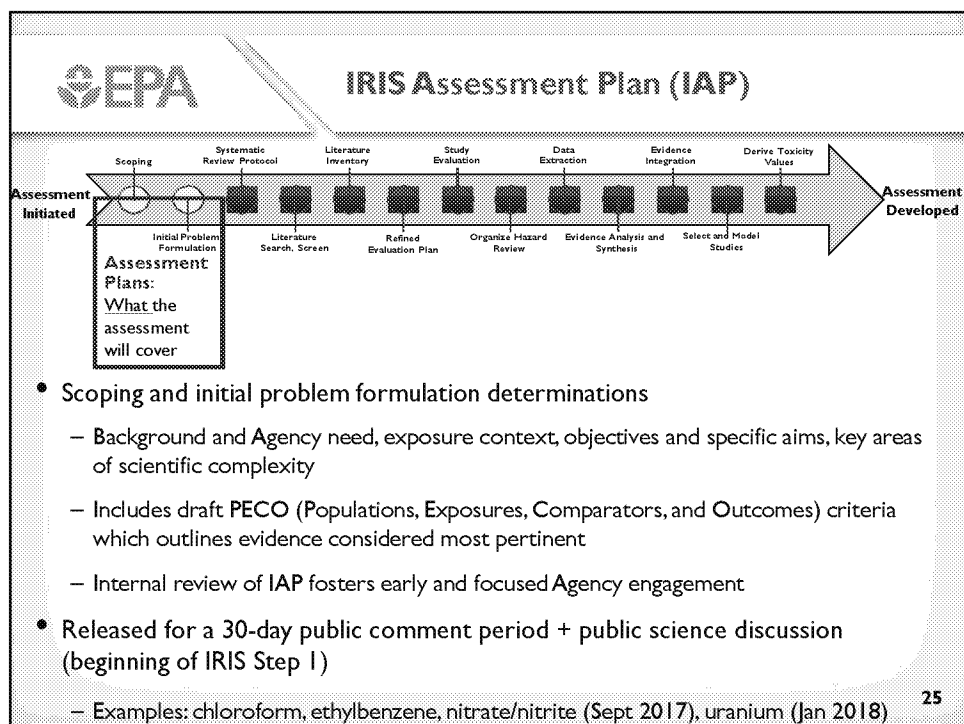 EPA
IRIS Assessment Plan (IAP)
Scoping
Systematic
Review Protocol
Literature
Inventory
Study
Evaluation
Data
Extraction
Evidence
Integration
Derive Toxicity
Values
Assessment
Initiated
Assessment
Developed
Initial Problem
Formulation
Literature
Search, Screen
Refined
Evaluation Plan
Organize Hazard
Review
Evidence Analysis and
Synthesis
Select and Model
Studies
Assessment
Plans:
What the
assessment
will cover
• Scoping and initial problem formulation determinations
– Background and Agency need, exposure context, objectives and specific aims, key areas
of scientific complexity
– Includes draft PECO (Populations, Exposures, Comparators, and Outcomes) criteria
which outlines evidence considered most pertinent
– Internal review of IAP fosters early and focused Agency engagement
• Released for a 30-day public comment period + public science discussion
(beginning of IRIS Step 1)
– Examples: chloroform, ethylbenzene, nitrate/nitrite (Sept 2017), uranium (Jan 2018)
25